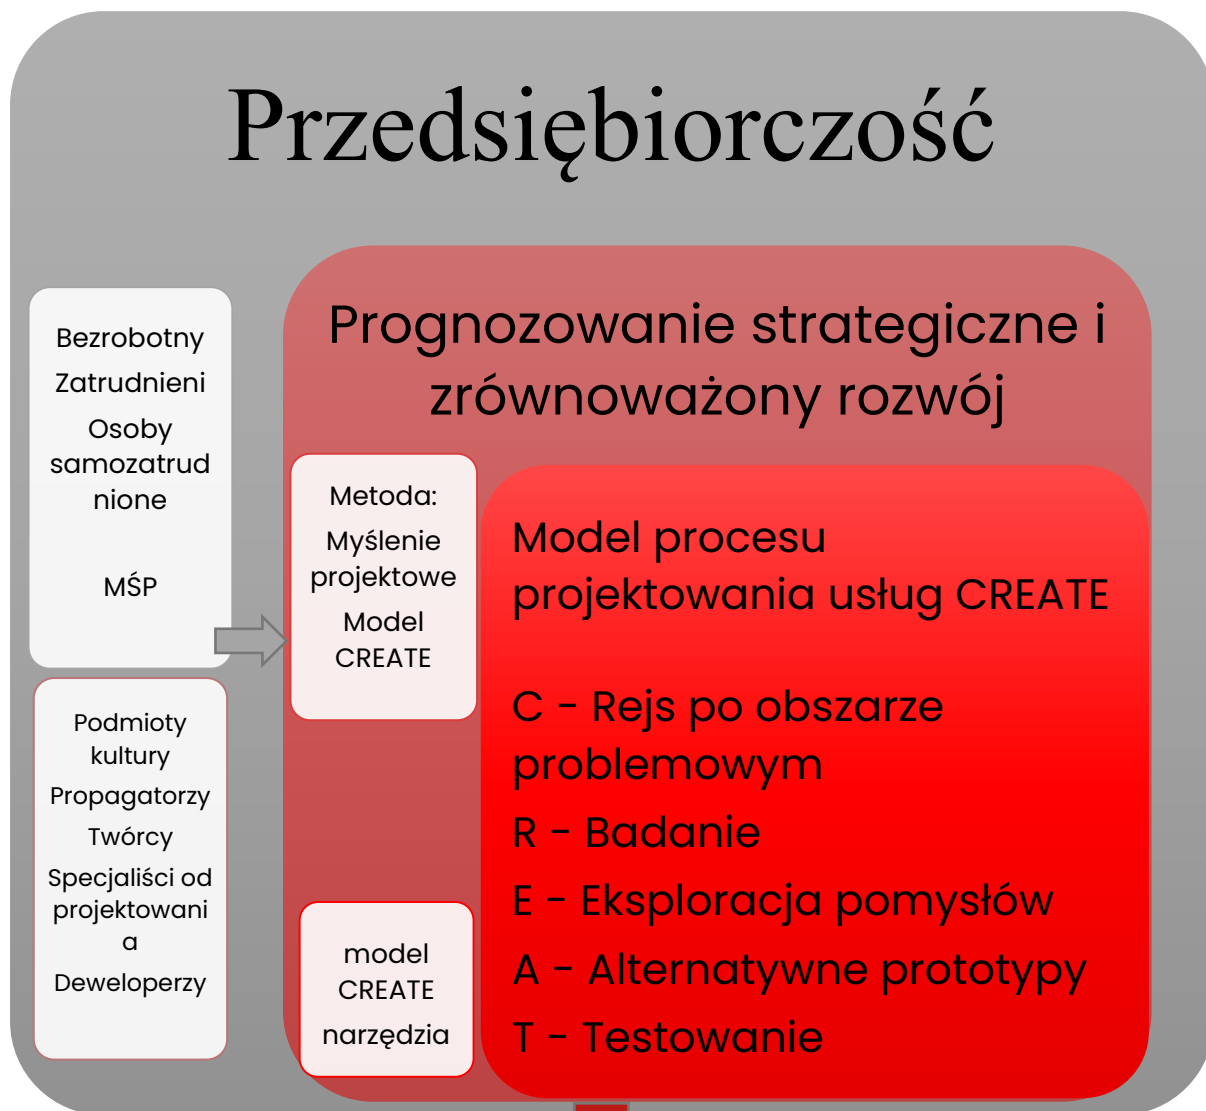 Przedsiębiorczość
Bezrobotny
Zatrudnieni
Osoby
samozatrud
nione
MŚP
Podmioty
kultury
Propagatorzy
Twórcy
Specjaliści od
projektowani
a
Deweloperzy
Prognozowanie strategiczne i
zrównoważony rozwój
Metoda:
Myślenie
projektowe
Model
CREATE
model
CREATE
narzędzia
Model procesu
projektowania usług CREATE
C - Rejs po obszarze
problemowym
R - Badanie
E - Eksploracja pomysłów
A - Alternatywne prototypy
T - Testowanie